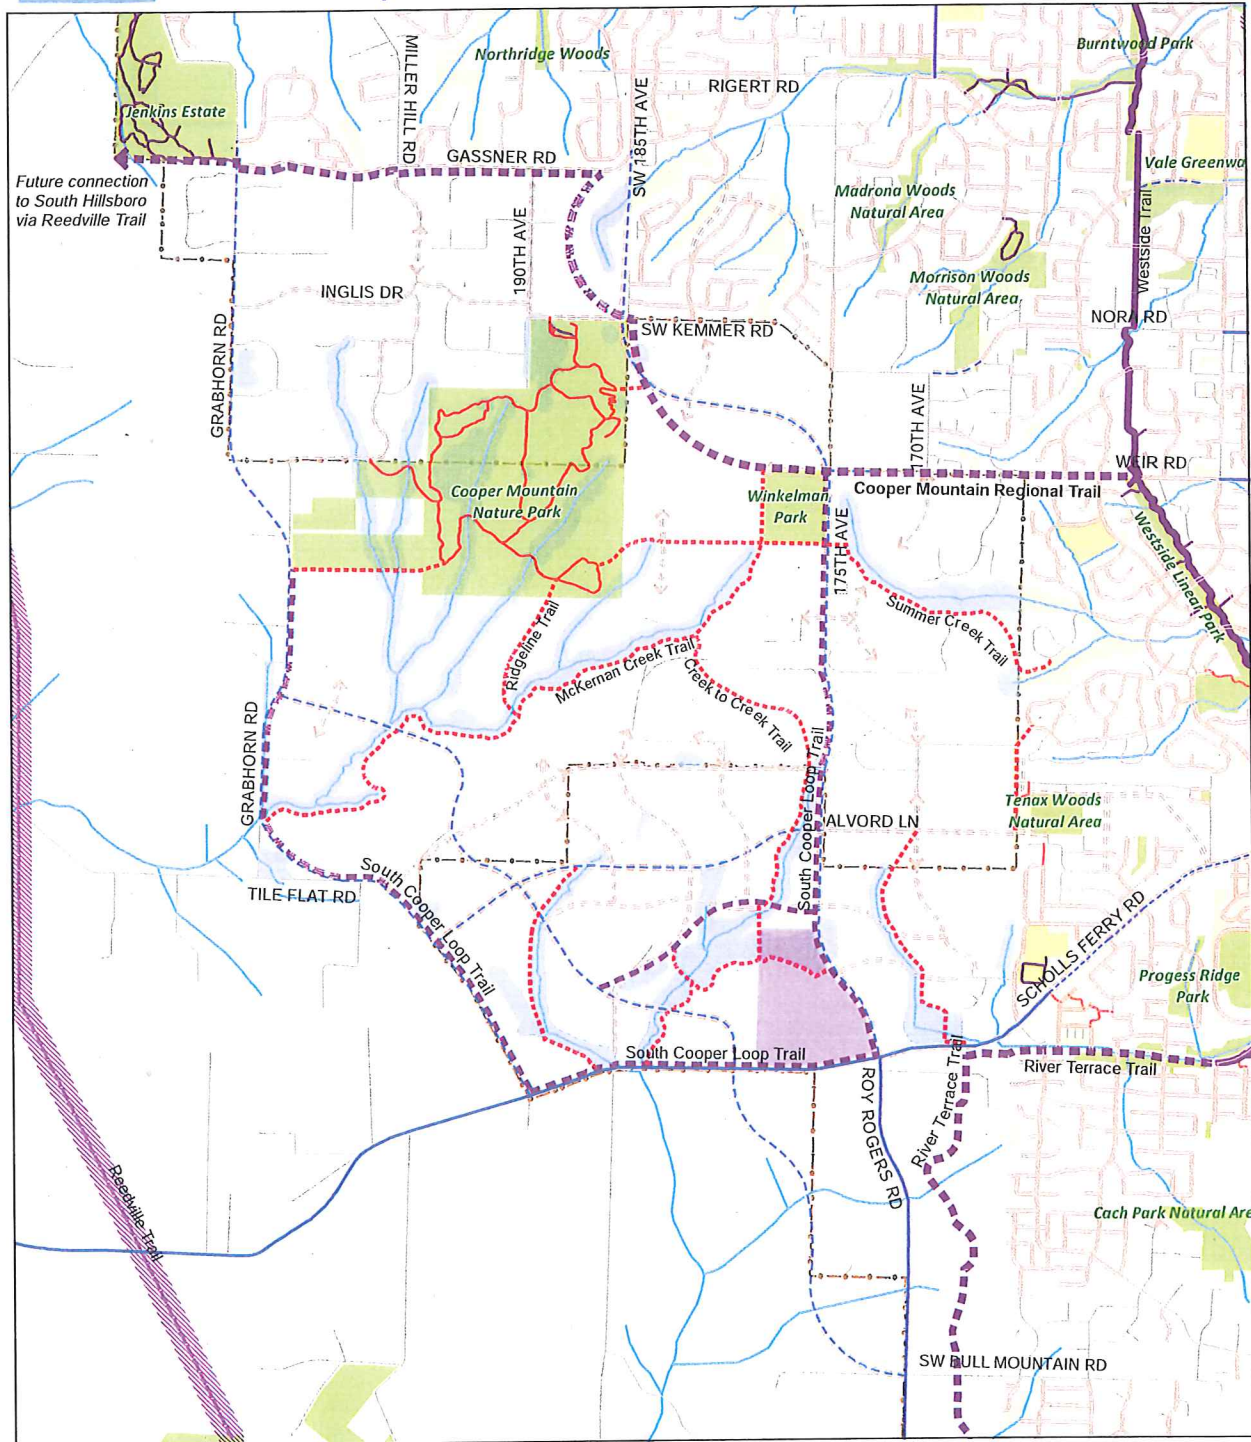 Northridge Woods
Burntwood Park
MILLER HILL RD
RIGERT RD
SW 185TH AVE
Jenkins Estate
GASSNER RD
Vale Greenwa
Future connection
to South Hillsboro
via Reedville Trail
Madrona Woods
Natural Area
Westside Trail
190TH AVE
Morrison Woods
Natural Area
INGLIS DR
NORA RD
SW KEMMER RD
GRABHORN RD
170TH AVE
WEIR RD
Cooper Mountain
Nature Park
Winkelman
Park
Cooper Mountain Regional Trail
Westside Linear Park
175TH AVE
Summer Creek Trail
Ridgeline Trail
McKernan Creek Trail
Creek to Creek Trail
GRABHORN RD
South Cooper Loop Trail
Tenax Woods
Natural Area
ALVORD LN
TILE FLAT RD
South Cooper Loop Trail
SCHOLLS FERRY RD
Progess Ridge
Park
South Cooper Loop Trail
River Terrace Trail
River Terrace Trail
ROY ROGERS RD
Reedville Trail
Cach Park Natural Are
SW BULL MOUNTAIN RD